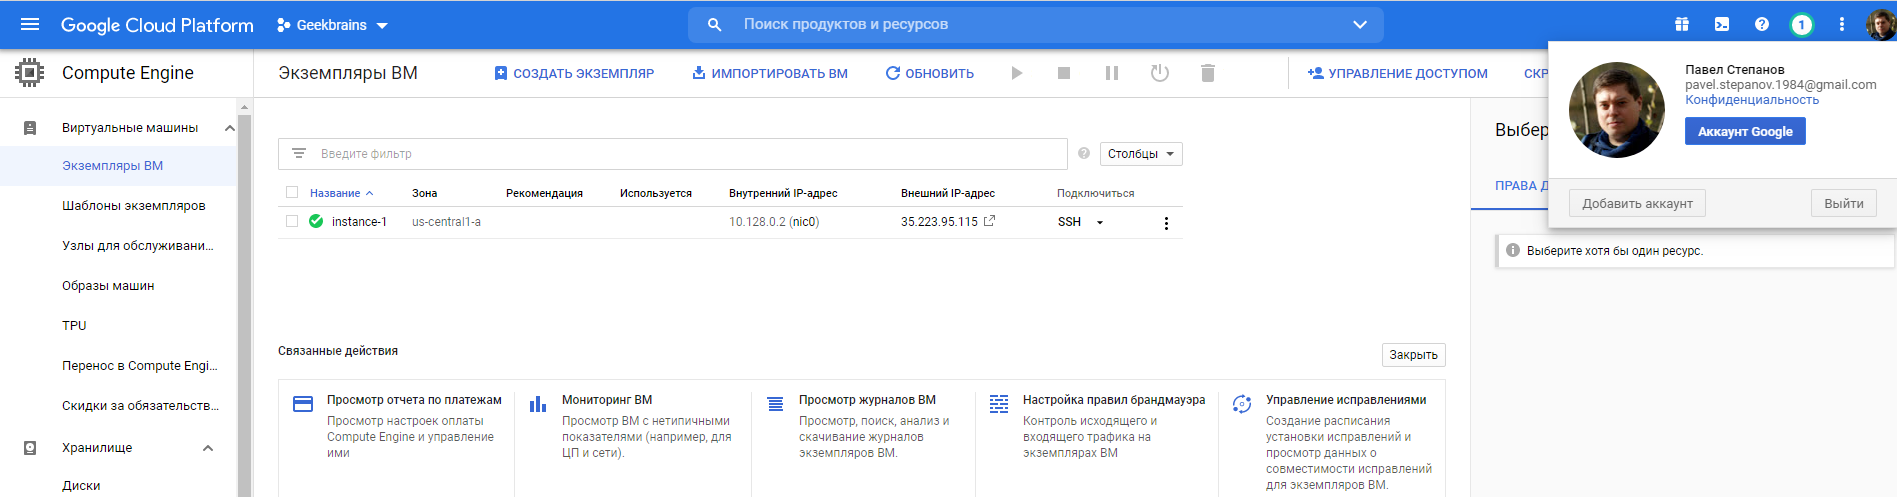 Google Cloud Platform
Geekbrains
Поиск продуктов и ресурсов
1
Compute Engine
Экземпляры ВМ
СОЗДАТЬ ЭКЗЕМПЛЯР
ИМПОРТИРОВАТЬ ВМ
ОБНОВИТЬ
УПРАВЛЕНИЕ ДОСТУПОМ
СКР
Павел Степанов
pavel.stepanov.1984@gmail.com
Конфиденциальность
Аккаунт Google
Добавить аккаунт
Выйти
Выбер
ПРАВА Д
Выберите хотя бы один ресурс.
Виртуальные машины
Экземпляры ВМ
Шаблоны экземпляров
Узлы для обслуживани...
Образы машин
TPU
Перенос в Compute Engi...
Скидки за обязательств...
Хранилище
Диски
Введите фильтр
Столбцы
Название Зона Рекомендация Используется Внутренний IP-адрес Внешний IP-адрес Подключиться
instance-1 us-central1-a 10.128.0.2 (nic0) 35.223.95.115 SSH
Связанные действия
Закрыть
Просмотр отчета по платежам
Просмотр настроек оплаты
Compute Engine и управление
ими
Мониторинг ВМ
Просмотр ВМ с нетипичными
показателями (например, для
ЦП и сети).
Просмотр журналов ВМ
Просмотр, поиск, анализ и
скачивание журналов
экземпляров ВМ.
Настройка правил брандмауэра
Контроль исходящего и
входящего трафика на
экземплярах ВМ
Управление исправлениями
Создание расписания
установки исправлений и
просмотр данных о
совместимости исправлений
для экземпляров ВМ.